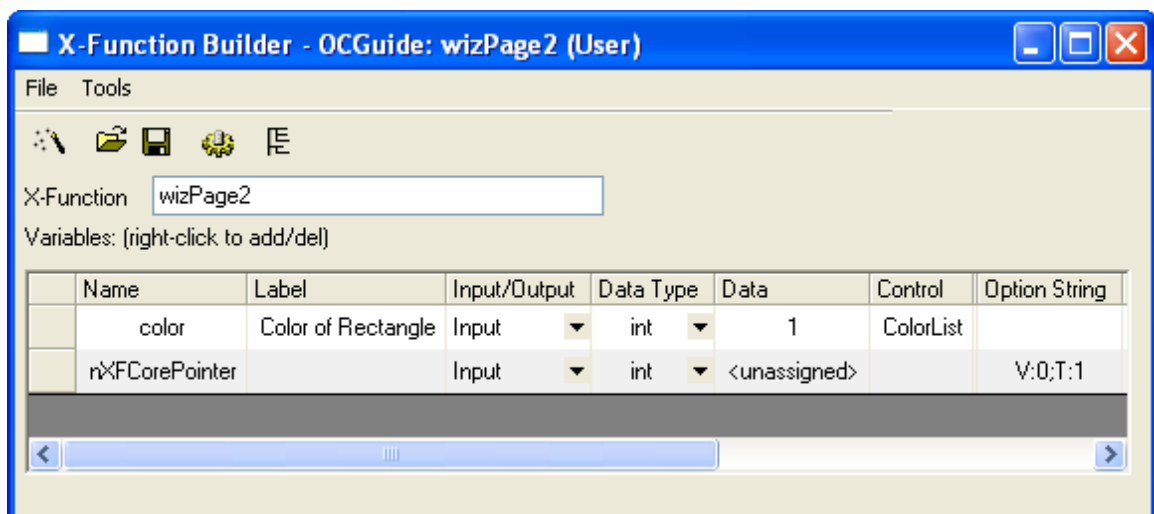 X-Function Builder - OCGuide: wizPage2 (User)
File Tools
X-Function wizPage2
Variables: (right-click to add/del)
Name Label Input/Output Data Type Data Control Option String
color Color of Rectangle Input int 1 ColorList
nXFCorePointer Input int <unassigned> V:0;T:1